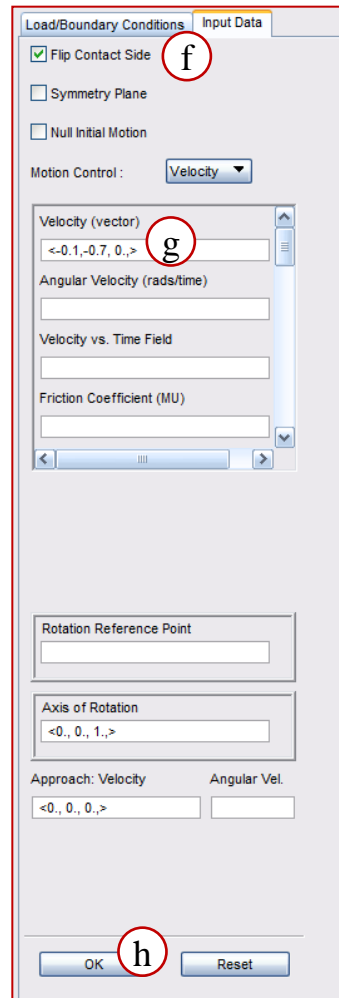 Load/Boundary Conditions Input Data
Flip Contact Side f
Symmetry Plane
Null Initial Motion
Motion Control : Velocity
Velocity (vector)
<-0.1,-0.7, 0.,> g
Angular Velocity (rads/time)
Velocity vs. Time Field
Friction Coefficient (MU)
Rotation Reference Point
Axis of Rotation
<0., 0., 1.,>
Approach: Velocity Angular Vel.
<0., 0., 0.,>
OK h Reset